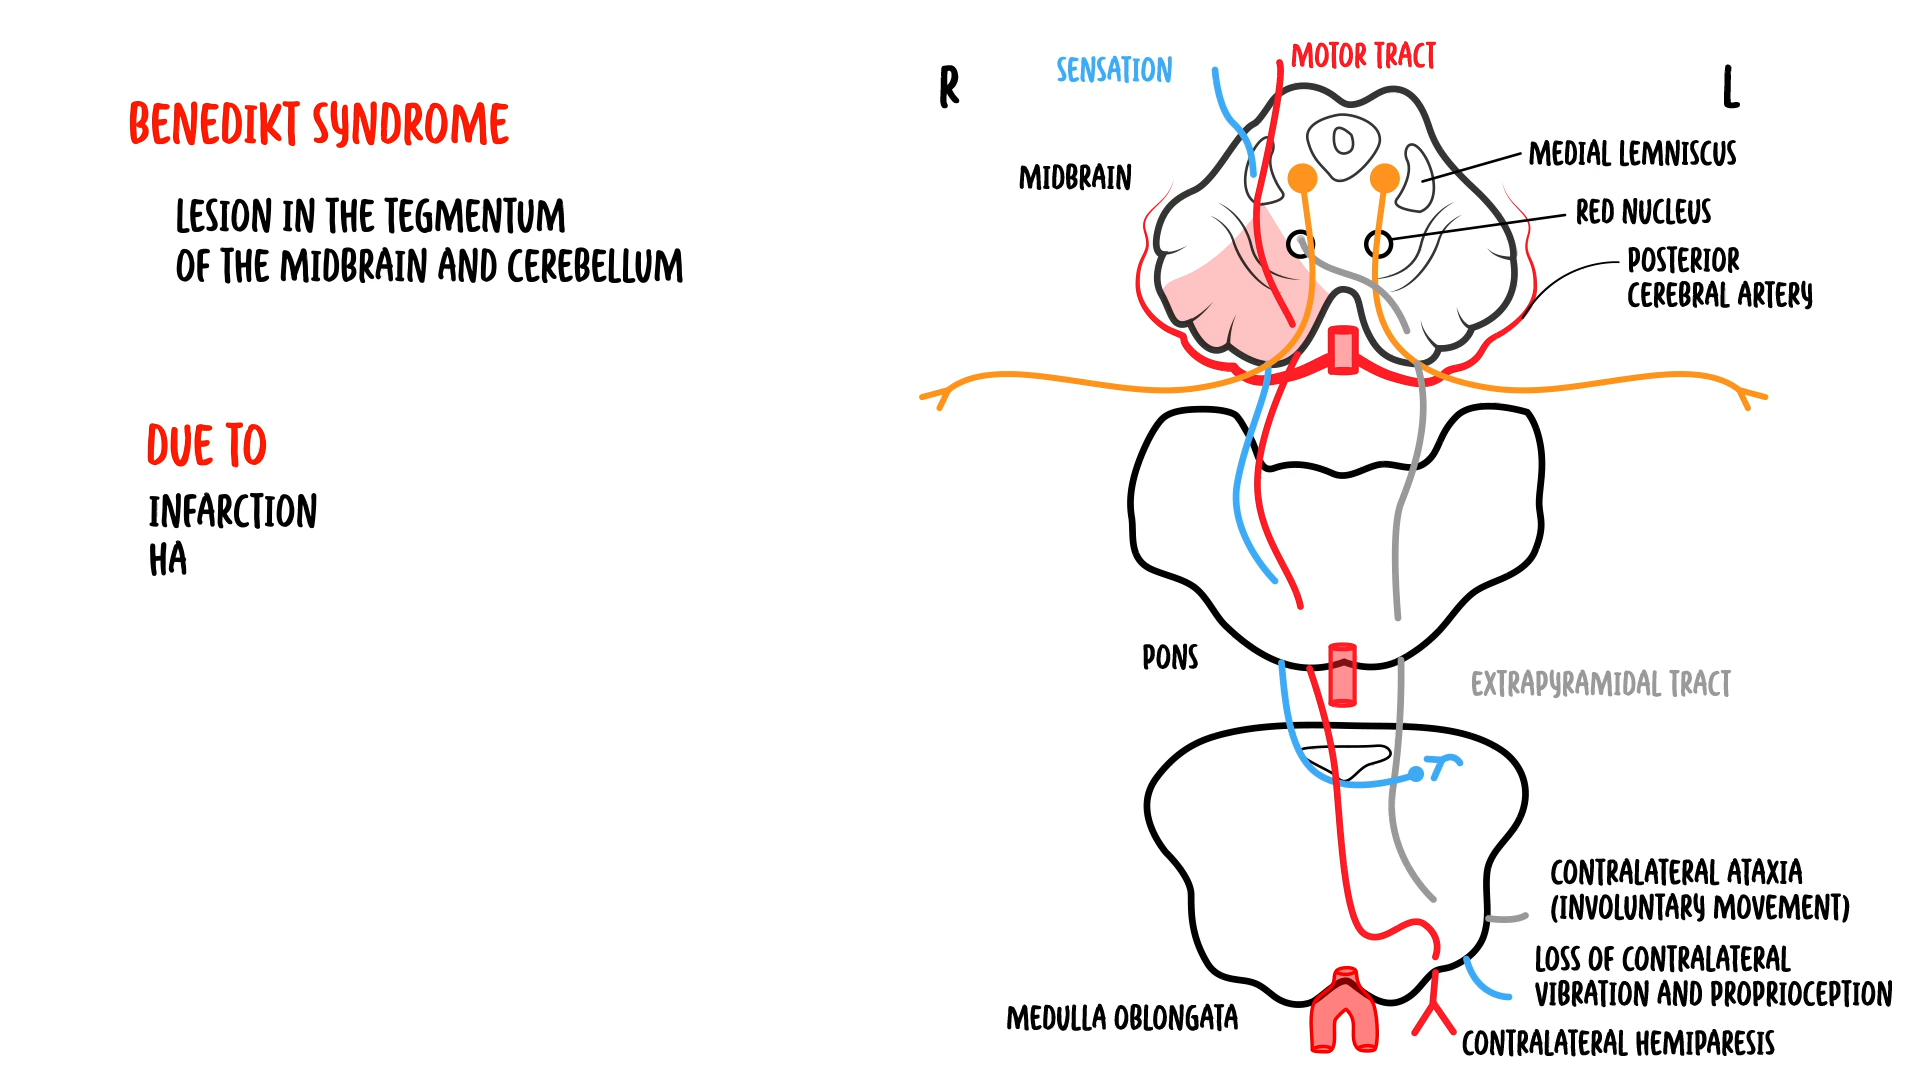 BENEDIKT SYNDROME
LESION IN THE TEGMENTUM
OF THE MIDBRAIN AND CEREBELLUM
DUE TO
INFARCTION
HA
R
SENSATION
MOTOR TRACT
L
MIDBRAIN
MEDIAL LEMNISCUS
RED NUCLEUS
POSTERIOR
CEREBRAL ARTERY
PONS
EXTRAPYRAMIDAL TRACT
CONTRALATERAL ATAXIA
(INVOLUNTARY MOVEMENT)
LOSS OF CONTRALATERAL
VIBRATION AND PROPRIOCEPTION
MEDULLA OBLONGATA
CONTRALATERAL HEMIPARESIS